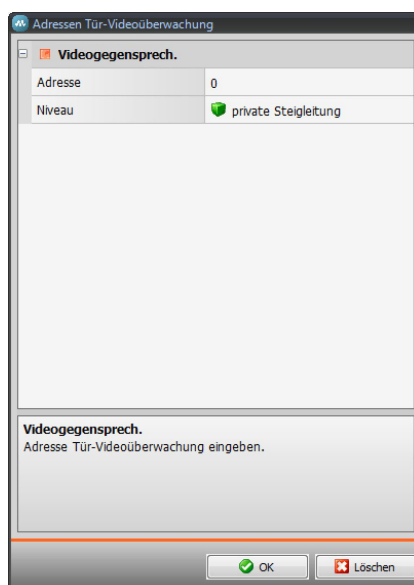 Adressen Tür-Videoüberwachung
Videogegensprech.
Adresse 0
Niveau private Steigleitung
Videogegensprech.
Adresse Tür-Videoüberwachung eingeben.
OK Löschen